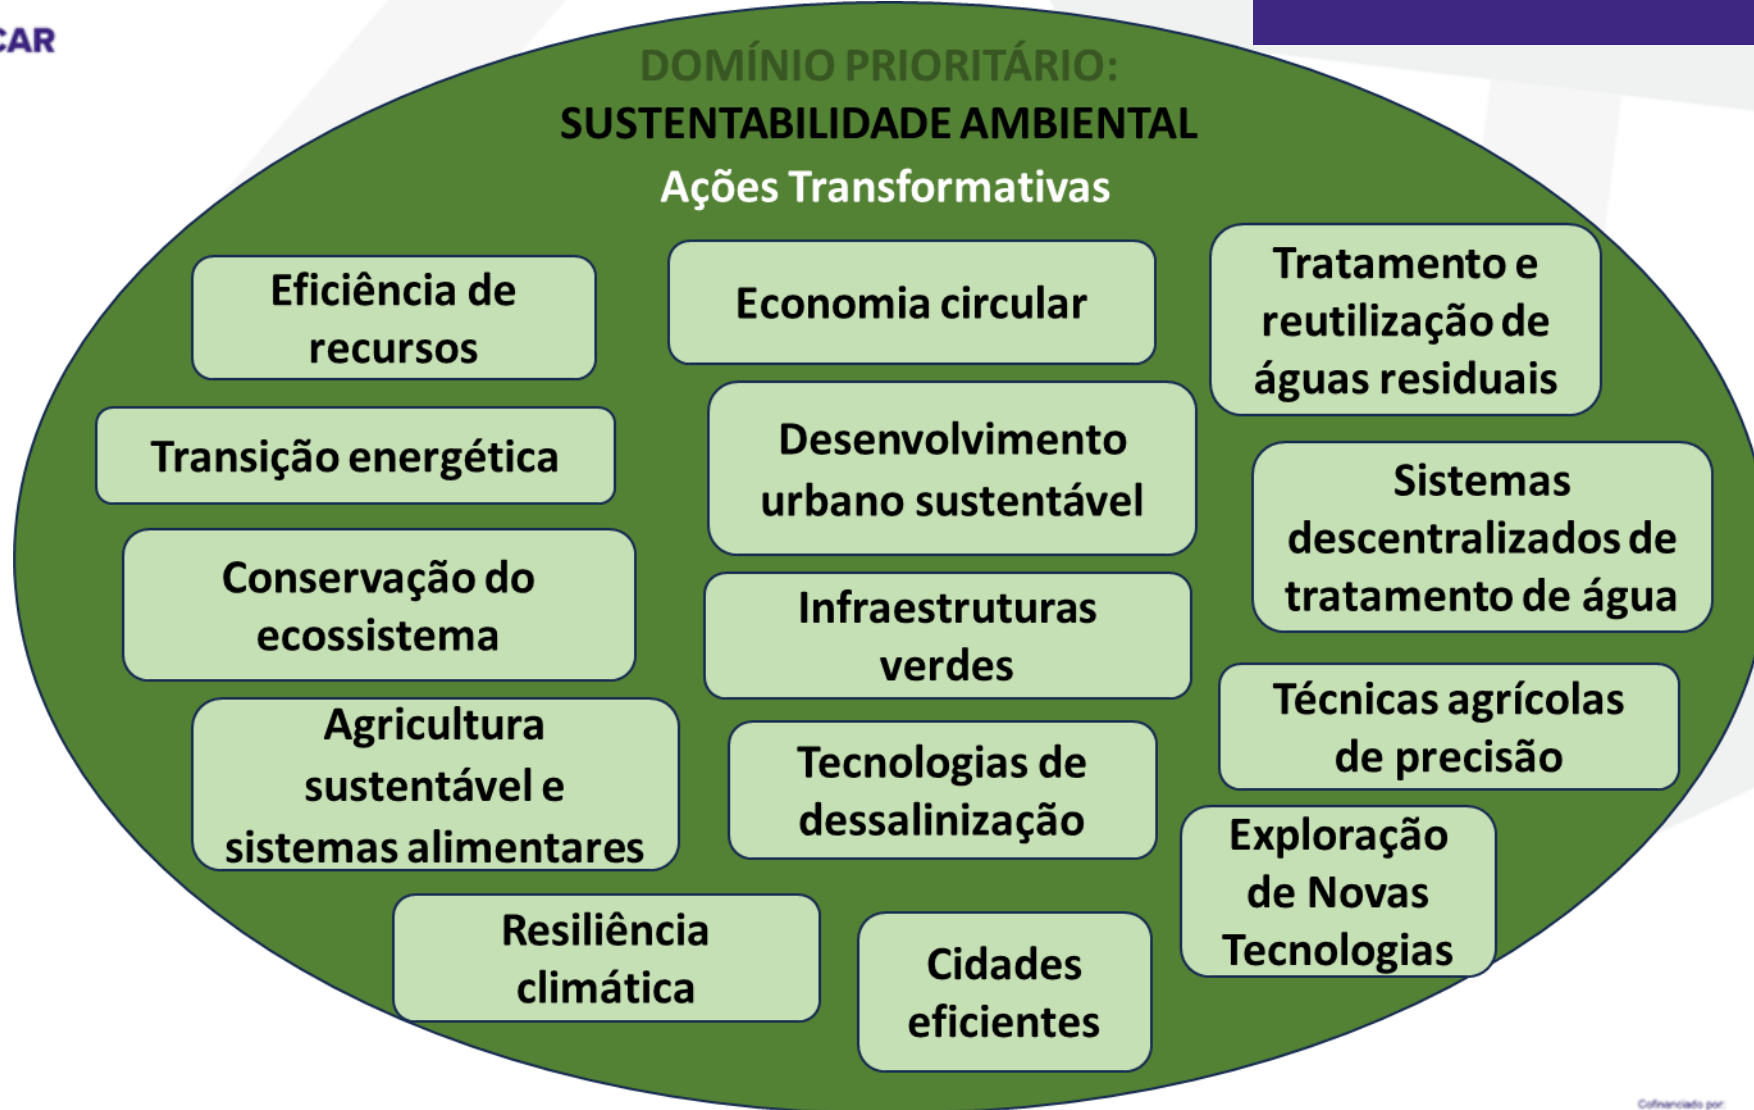 CAR
DOMÍNIO PRIORITÁRIO:
SUSTENTABILIDADE AMBIENTAL
Ações Transformativas
Eficiência de
recursos
Economia circular
Tratamento e
reutilização de
águas residuais
Transição energética
Desenvolvimento
urbano sustentável
Sistemas
descentralizados de
tratamento de água
Conservação do
ecossistema
Infraestruturas
verdes
Técnicas agrícolas
de precisão
Agricultura
sustentável e
sistemas alimentares
Tecnologias de
dessalinização
Exploração
de Novas
Tecnologias
Resiliência
climática
Cidades
eficientes
Cofinanciado por: